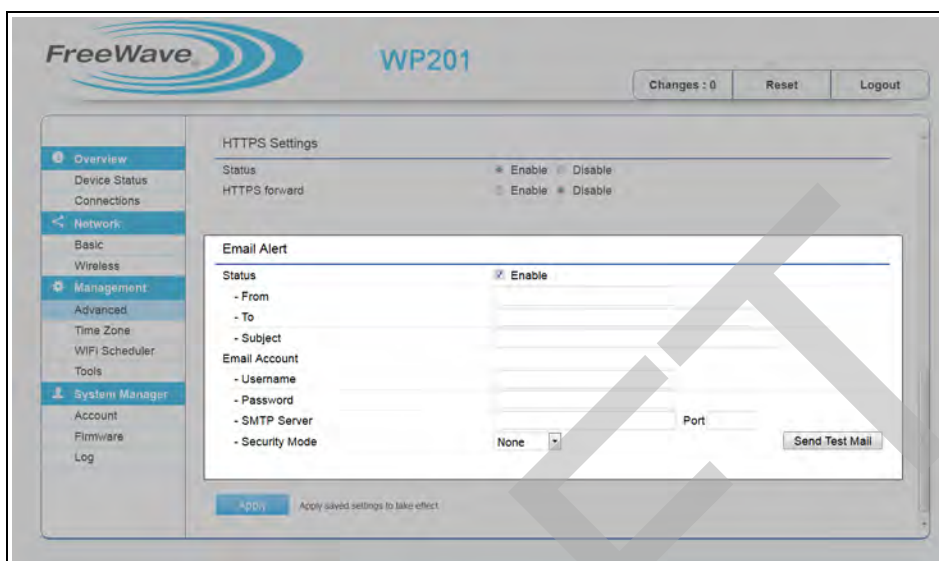 FreeWave
WP201
Changes : 0 Reset Logout
Overview
Device Status
Connections
Network
Basic
Wireless
Management
Advanced
Time Zone
WiFi Scheduler
Tools
System Manager
Account
Firmware
Log
HTTPS Settings
Status Enable Disable
HTTPS forward Enable Disable
Email Alert
Status Enable
- From
- To
- Subject
Email Account
- Username
- Password
- SMTP Server Port
- Security Mode None Send Test Mail
Apply Apply saved settings to take effect